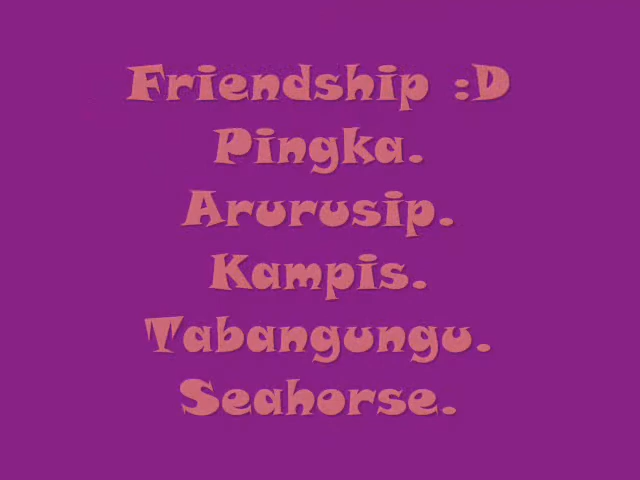 Friendship :D
Pingka.
Arurusip.
Kampis.
Tabangungu.
Seahorse.